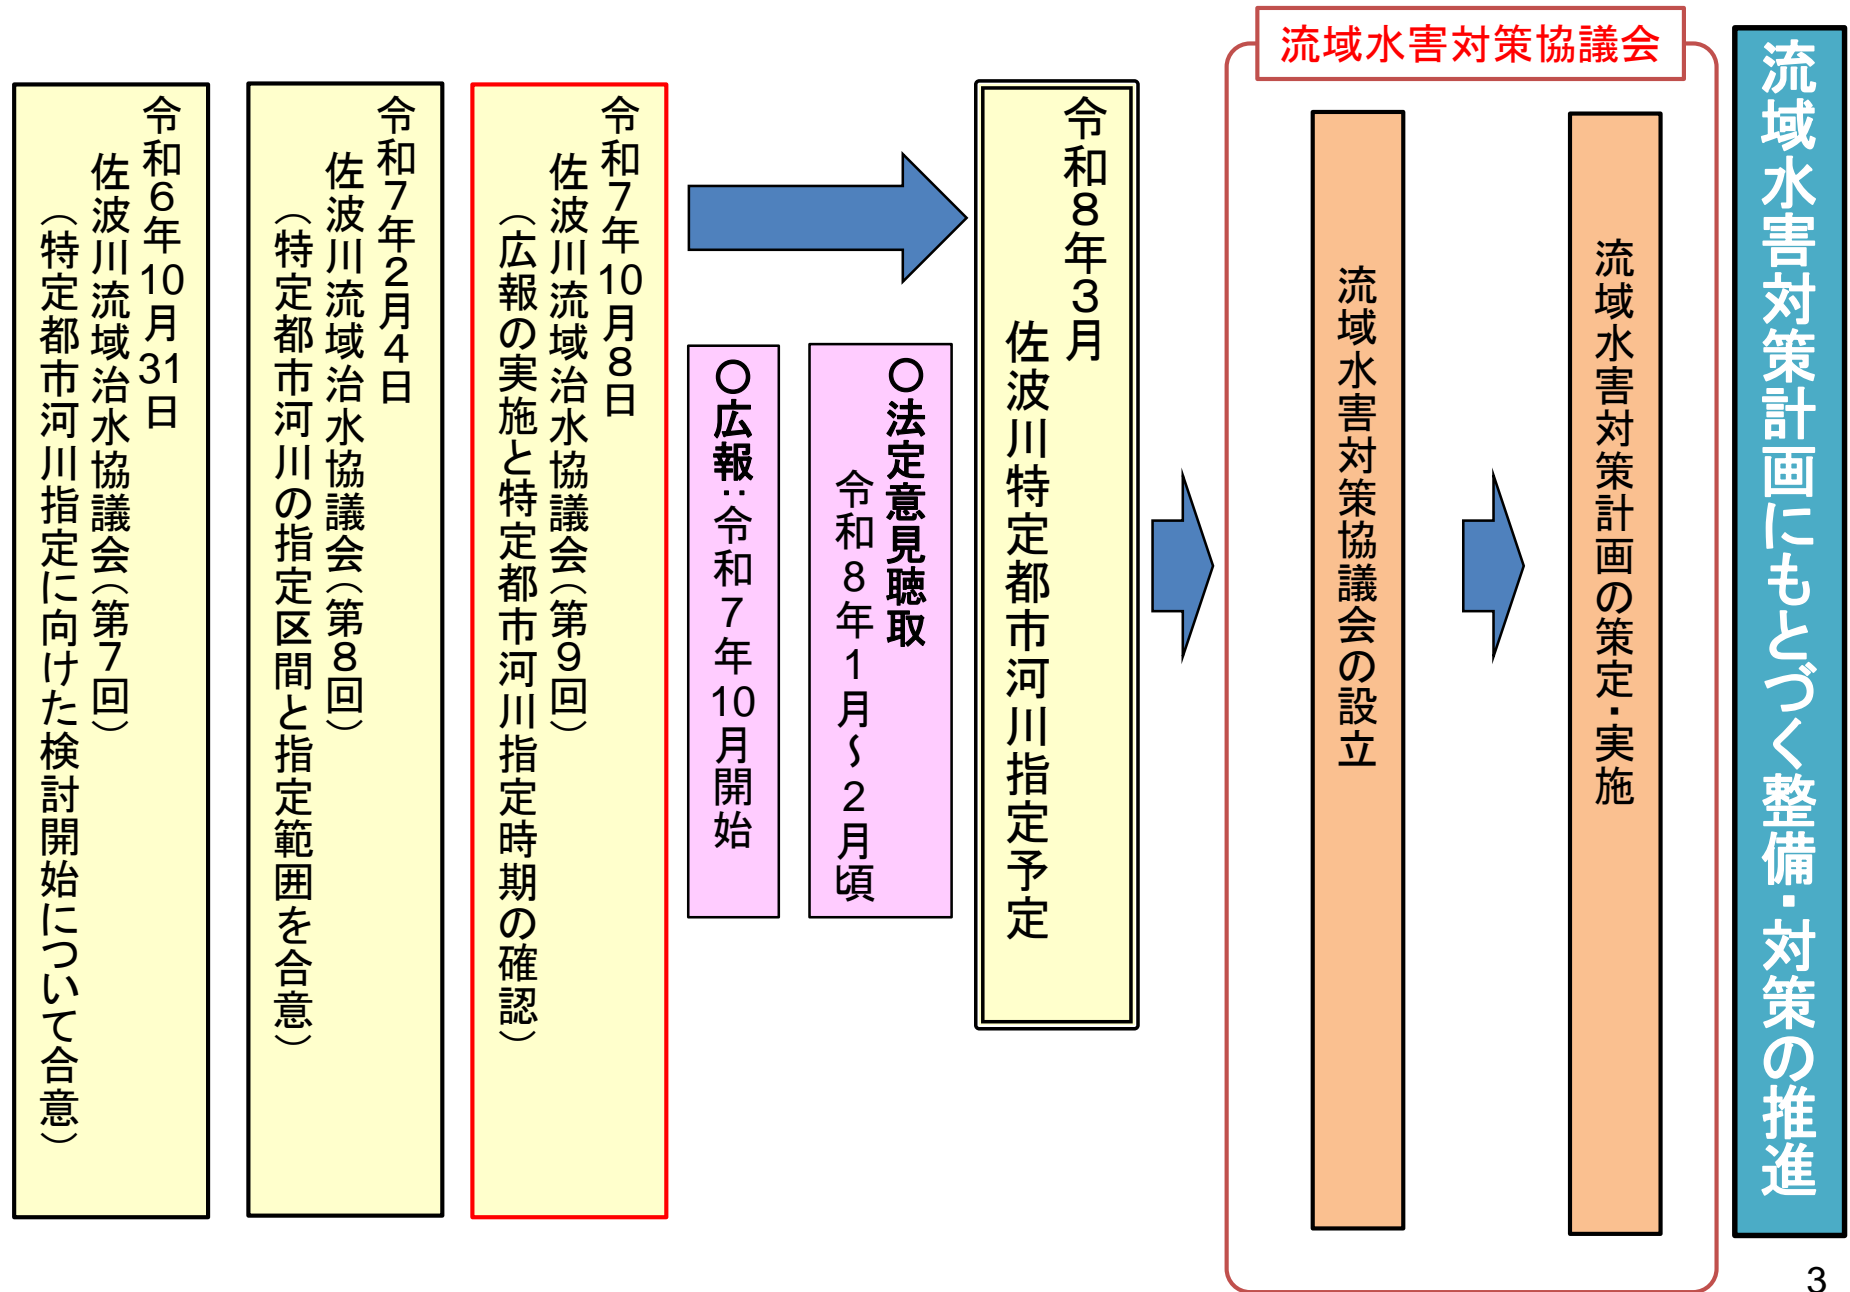 令和６年10月31日
佐波川流域治水協議会（第７回）
（特定都市河川指定に向けた検討開始について合意）
令和７年２月４日
佐波川流域治水協議会（第８回）
（特定都市河川の指定区間と指定範囲を合意）
令和７年10月８日
佐波川流域治水協議会（第９回）
（広報の実施と特定都市河川指定時期の確認）
〇広報：令和７年10月開始
〇法定意見聴取
令和８年１月～２月頃
令和８年３月
佐波川特定都市河川指定予定
流域水害対策協議会
流域水害対策協議会の設立
流域水害対策計画の策定・実施
流域水害対策計画にもとづく整備・対策の推進
3